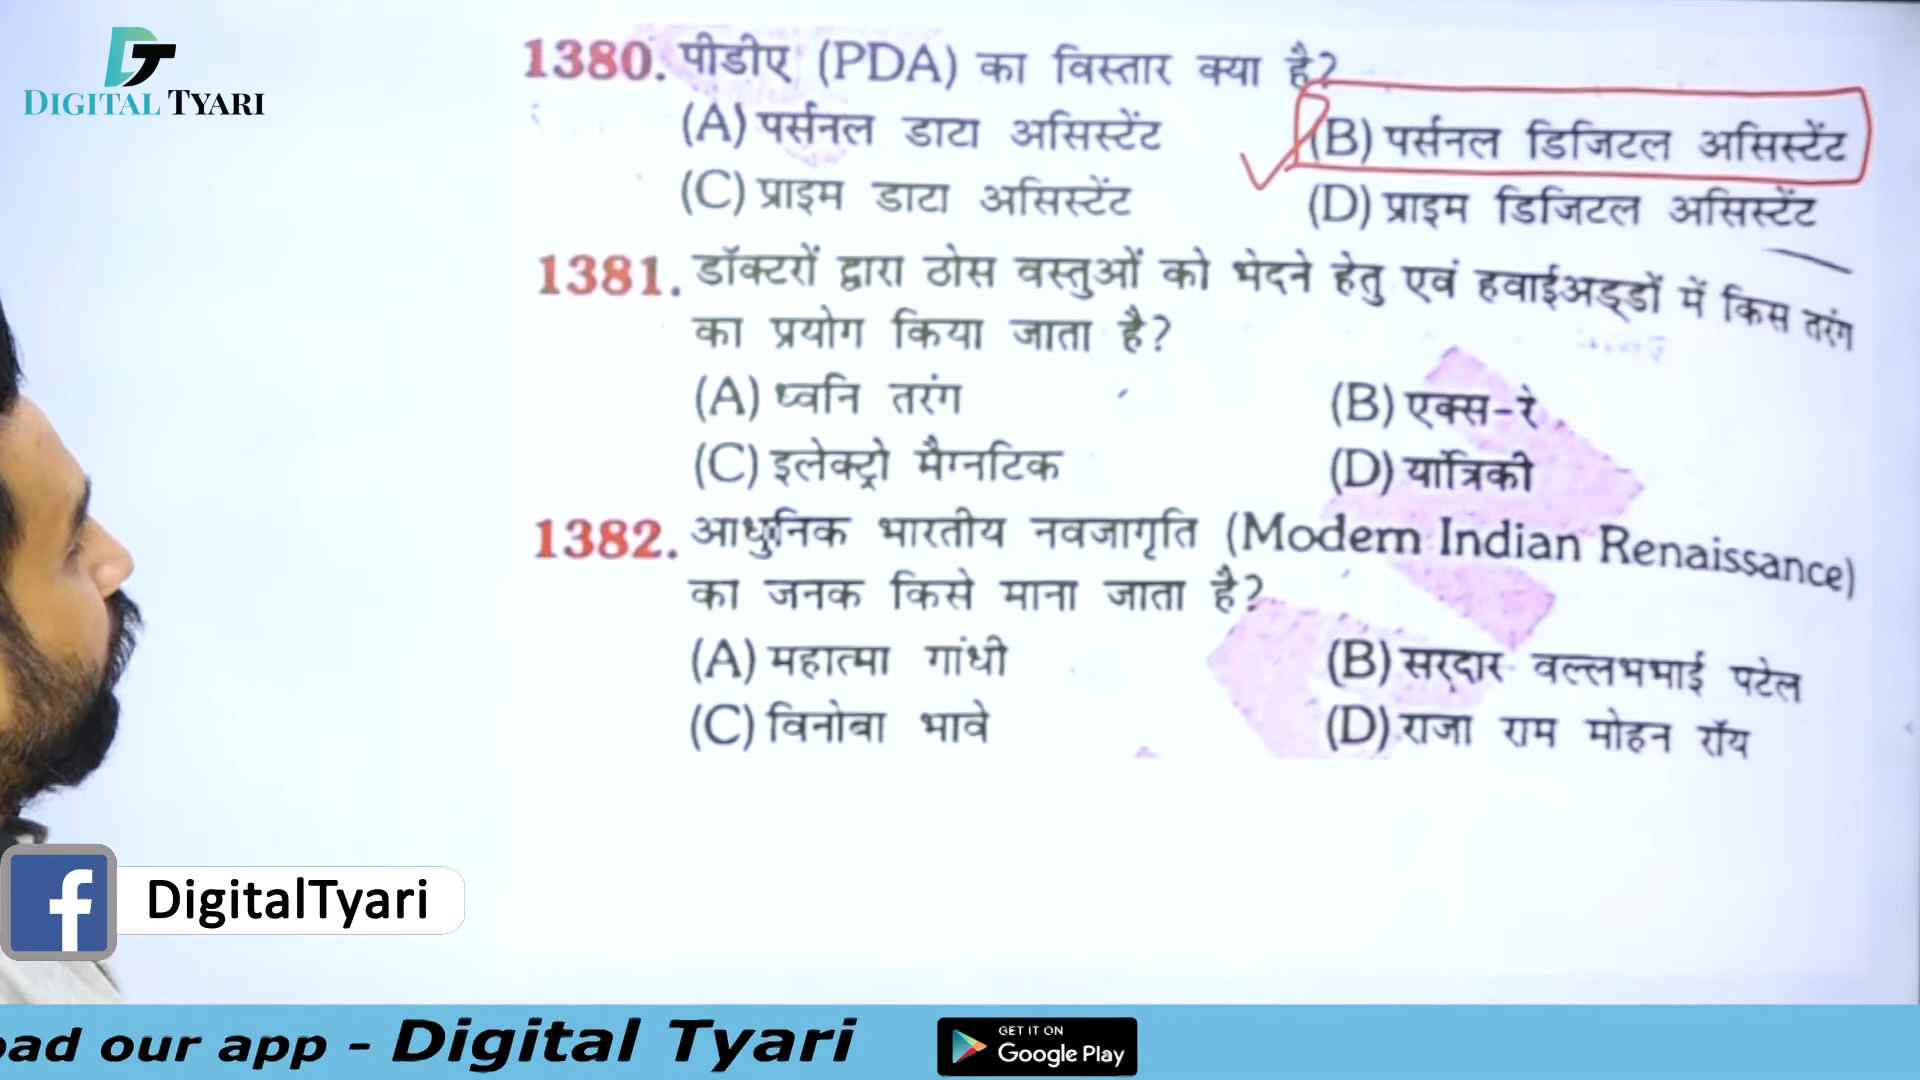 DT
DIGITAL TYARI
1380. पीडीए (PDA) का विस्तार क्या है?
(A) पर्सनल डाटा असिस्टेंट (B) पर्सनल डिजिटल असिस्टेंट
(C) प्राइम डाटा असिस्टेंट (D) प्राइम डिजिटल असिस्टेंट
1381. डॉक्टरों द्वारा ठोस वस्तुओं को भेदने हेतु एवं हवाईअड्डों में किस तरंग
का प्रयोग किया जाता है?
(A) ध्वनि तरंग (B) एक्स-रे
(C) इलेक्ट्रो मैग्नटिक (D) यांत्रिकी
1382. आधुनिक भारतीय नवजागृति (Modern Indian Renaissance)
का जनक किसे माना जाता है?
(A) महात्मा गांधी (B) सरदार वल्लभभाई पटेल
(C) विनोबा भावे (D) राजा राम मोहन रॉय
f DigitalTyari
oad our app - Digital Tyari
GET IT ON
Google Play